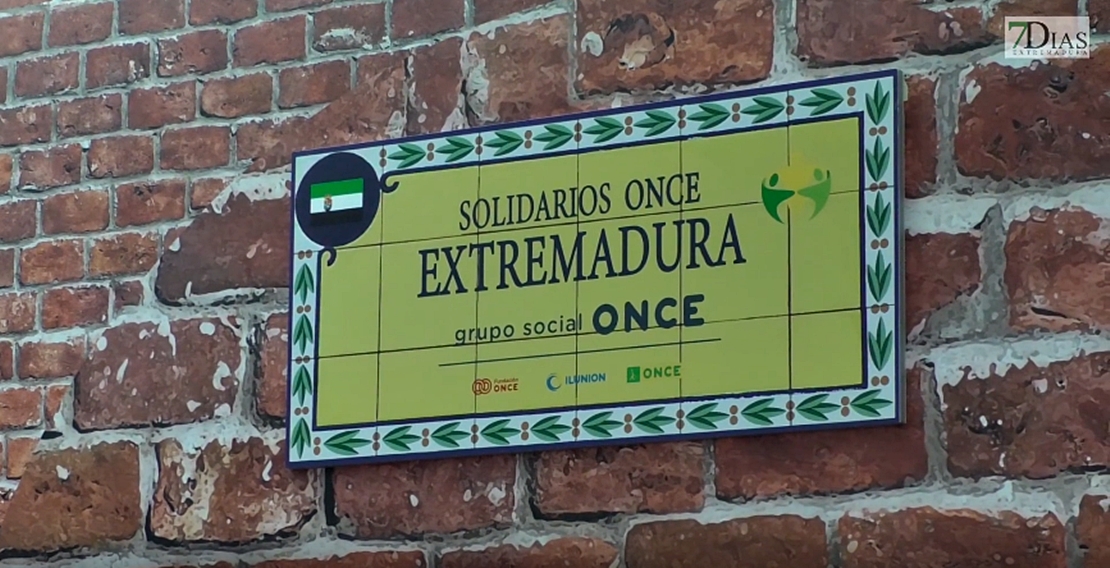 7DIAS
EXTREMADURA
SOLIDARIOS ONCE
EXTREMADURA
grupo social ONCE
Fundación
ONCE
ILUNION
ONCE